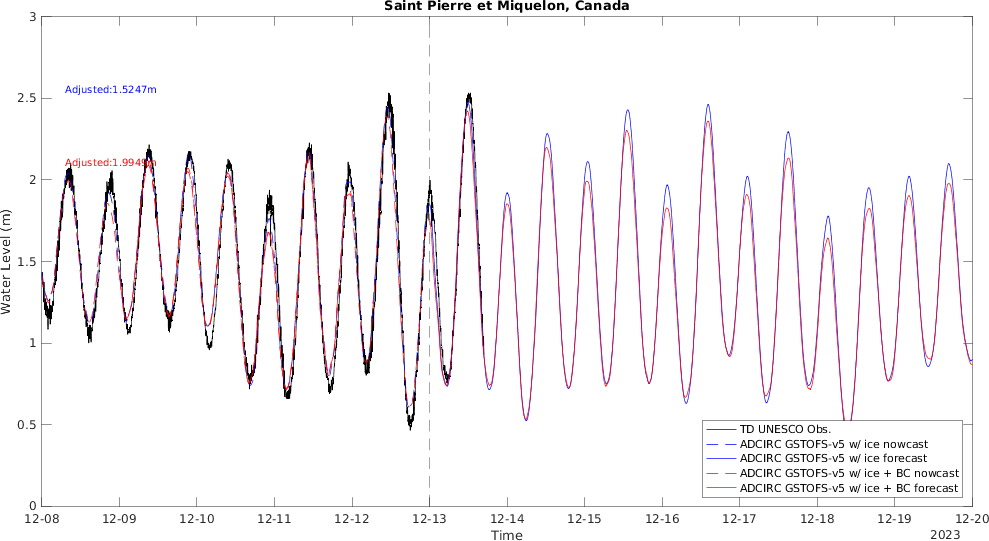 Saint Pierre et Miquelon, Canada
Water Level (m)
3
2.5
2
1.5
1
0.5
0
Adjusted:1.5247m
Adjusted:1.9949m
TD UNESCO Obs.
ADCIRC GSTOFS-v5 w/ ice nowcast
ADCIRC GSTOFS-v5 w/ ice forecast
ADCIRC GSTOFS-v5 w/ ice + BC nowcast
ADCIRC GSTOFS-v5 w/ ice + BC forecast
12-08 12-09 12-10 12-11 12-12 12-13 12-14 12-15 12-16 12-17 12-18 12-19 12-20
Time
2023